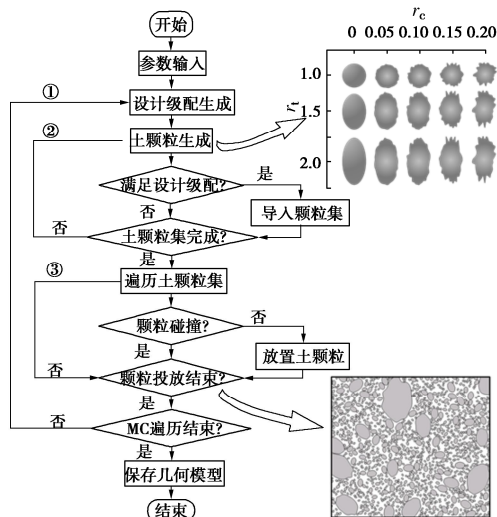 开始
参数输入
①
设计级配生成
②
土颗粒生成
满足设计级配?
是
否
导入颗粒集
土颗粒集完成?
否
是
③
遍历土颗粒集
颗粒碰撞?
否
是
放置土颗粒
颗粒投放结束?
否
是
MC遍历结束?
否
是
保存几何模型
结束
rc
0 0.05 0.10 0.15 0.20
rt
1.0
1.5
2.0